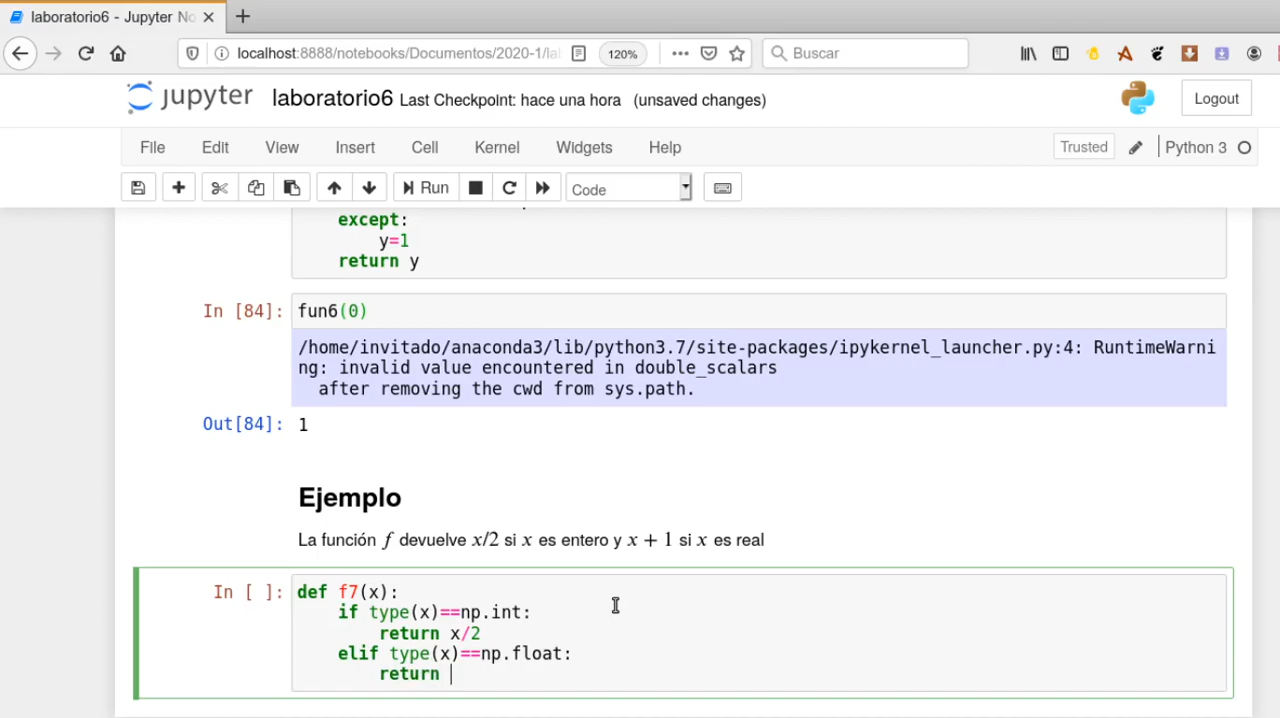 laboratorio6 - Jupyter No
localhost:8888/notebooks/Documentos/2020-1/la
120%
Buscar
jupyter laboratorio6 Last Checkpoint: hace una hora (unsaved changes)
Logout
File Edit View Insert Cell Kernel Widgets Help
Trusted
Python 3
Run
Code
except:
y=1
return y
In [84]: fun6(0)
/home/invitado/anaconda3/lib/python3.7/site-packages/ipykernel_launcher.py:4: RuntimeWarni
ng: invalid value encountered in double_scalars
after removing the cwd from sys.path.
Out[84]: 1
Ejemplo
La función f devuelve x/2 si x es entero y x + 1 si x es real
In [ ]: def f7(x):
if type(x)==np.int:
return x/2
elif type(x)==np.float:
return